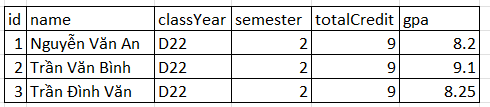 id name classYear semester totalCredit gpa
1 Nguyễn Văn An D22 2 9 8.2
2 Trần Văn Bình D22 2 9 9.1
3 Trần Đình Văn D22 2 9 8.25